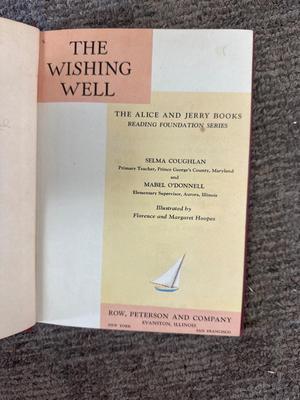 THE
WISHING
WELL
THE ALICE AND JERRY BOOKS
READING FOUNDATION SERIES
SELMA COUGHLAN
Primary Teacher, Prince George's County, Maryland
and
MABEL O'DONNELL
Elementary Supervisor, Aurora, Illinois
Illustrated by
Florence and Margaret Hoopes
ROW, PETERSON AND COMPANY
NEW YORK EVANSTON, ILLINOIS SAN FRANCISCO